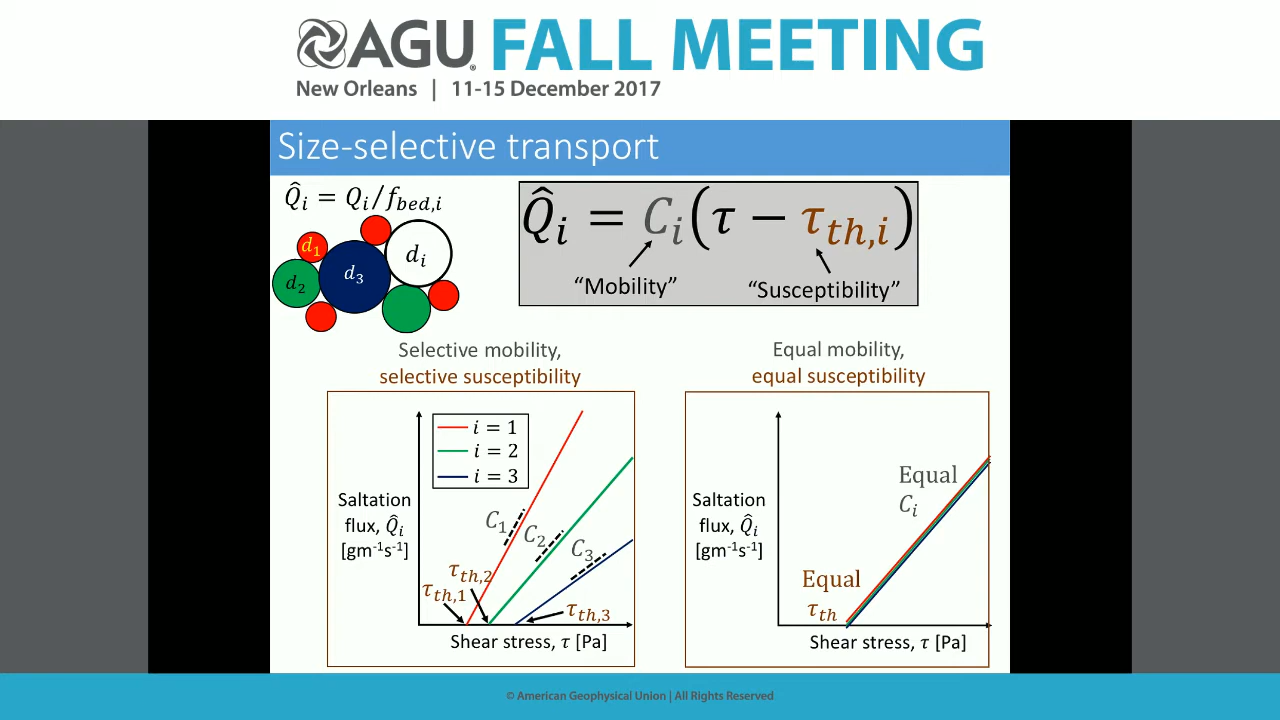 AGU FALL MEETING
New Orleans | 11-15 December 2017
Size-selective transport
Q̂ᵢ = Qᵢ/f_bed,i
d₁
d₂
d₃
dᵢ
Q̂ᵢ = Cᵢ(τ − τ_th,i)
“Mobility”
“Susceptibility”
Selective mobility,
selective susceptibility
i = 1
i = 2
i = 3
Saltation
flux, Q̂ᵢ
[gm⁻¹s⁻¹]
C₁
C₂
C₃
τ_th,2
τ_th,1
τ_th,3
Shear stress, τ [Pa]
Equal mobility,
equal susceptibility
Saltation
flux, Q̂ᵢ
[gm⁻¹s⁻¹]
Equal
Cᵢ
Equal
τ_th
Shear stress, τ [Pa]
© American Geophysical Union | All Rights Reserved